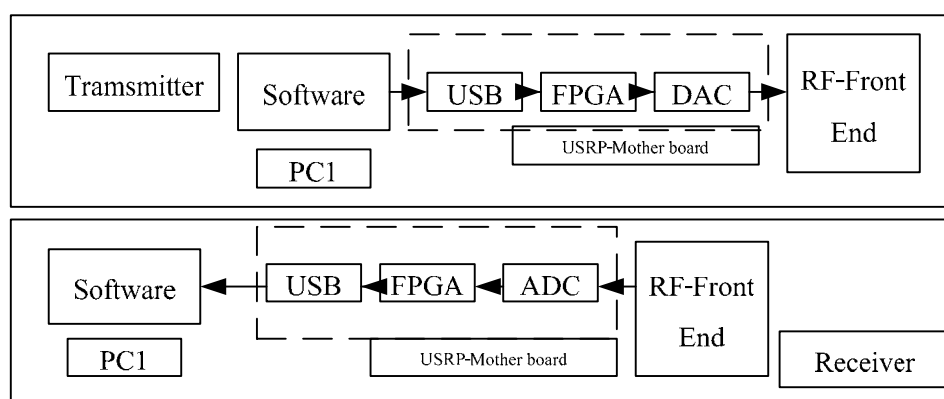 Tramsmitter
Software
USB
FPGA
DAC
RF-Front
End
USRP-Mother board
PC1
Software
USB
FPGA
ADC
RF-Front
End
USRP-Mother board
PC1
Receiver